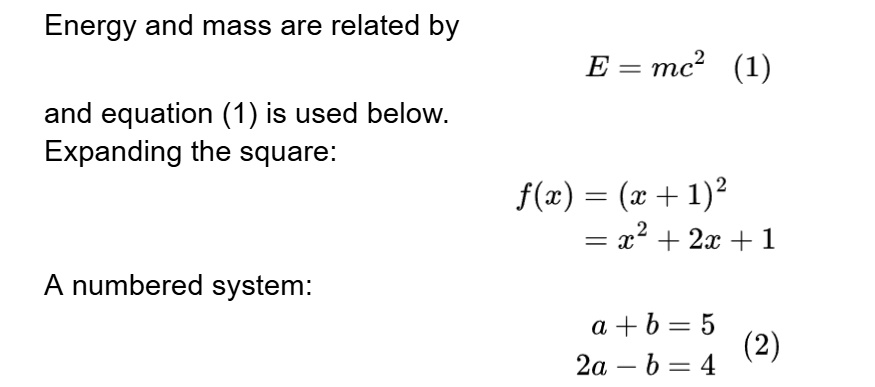 Energy and mass are related by
E = mc² (1)
and equation (1) is used below.
Expanding the square:
f(x) = (x + 1)²
= x² + 2x + 1
A numbered system:
a + b = 5
2a − b = 4 (2)